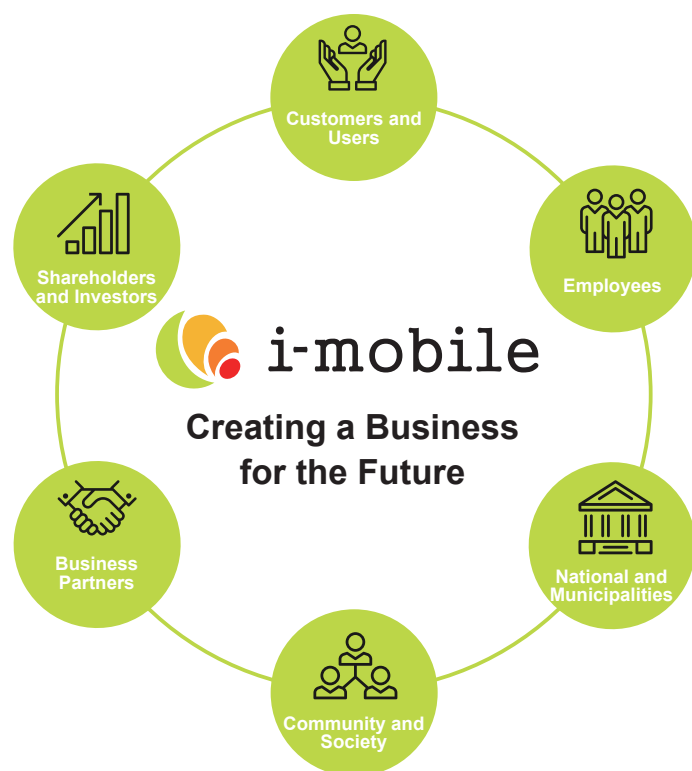 Customers and
Users
Shareholders
and Investors
Employees
i-mobile
Creating a Business
for the Future
Business
Partners
National and
Municipalities
Community and
Society